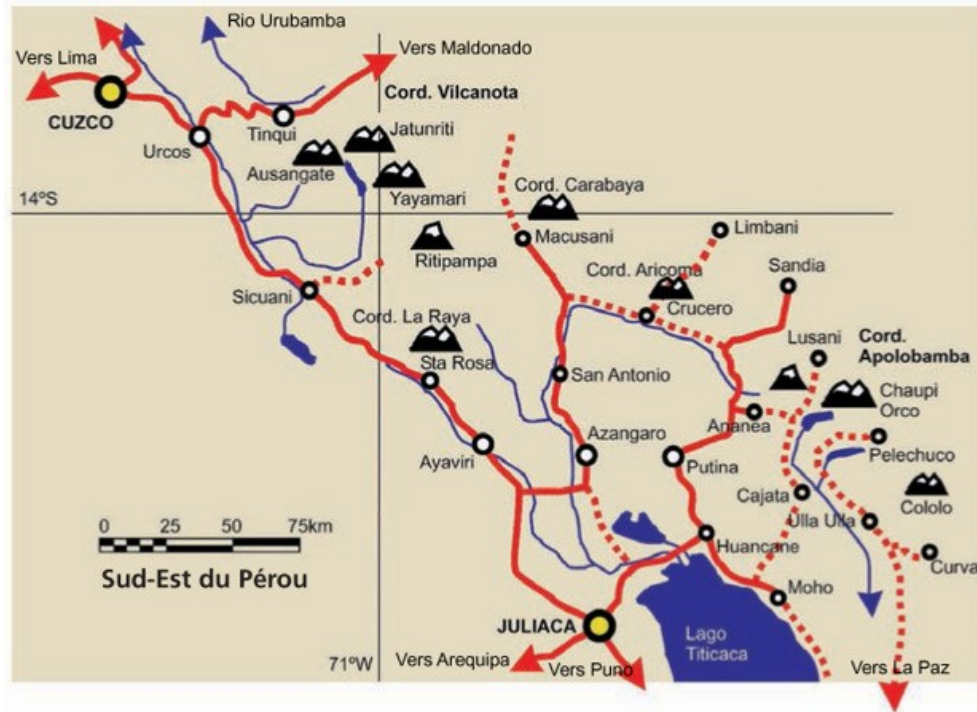 Rio Urubamba
Vers Lima
Vers Maldonado
Cord. Vilcanota
CUZCO
Tinqui
Jatunriti
Urcos
Ausangate
Yayamari
Cord. Carabaya
14ºS
Macusani
Limbani
Ritipampa
Cord. Aricoma
Sandia
Sicuani
Crucero
Cord. La Raya
Lusani
Cord.
Apolobamba
Sta Rosa
San Antonio
Chaupi
Orco
Ananea
Azangaro
Ayaviri
Putina
Pelechuco
Cajata
Cololo
0 25 50 75km
Ulla Ulla
Huancane
Curva
Sud-Est du Pérou
Moho
JULIACA
Lago
Titicaca
71ºW
Vers Arequipa
Vers Puno
Vers La Paz